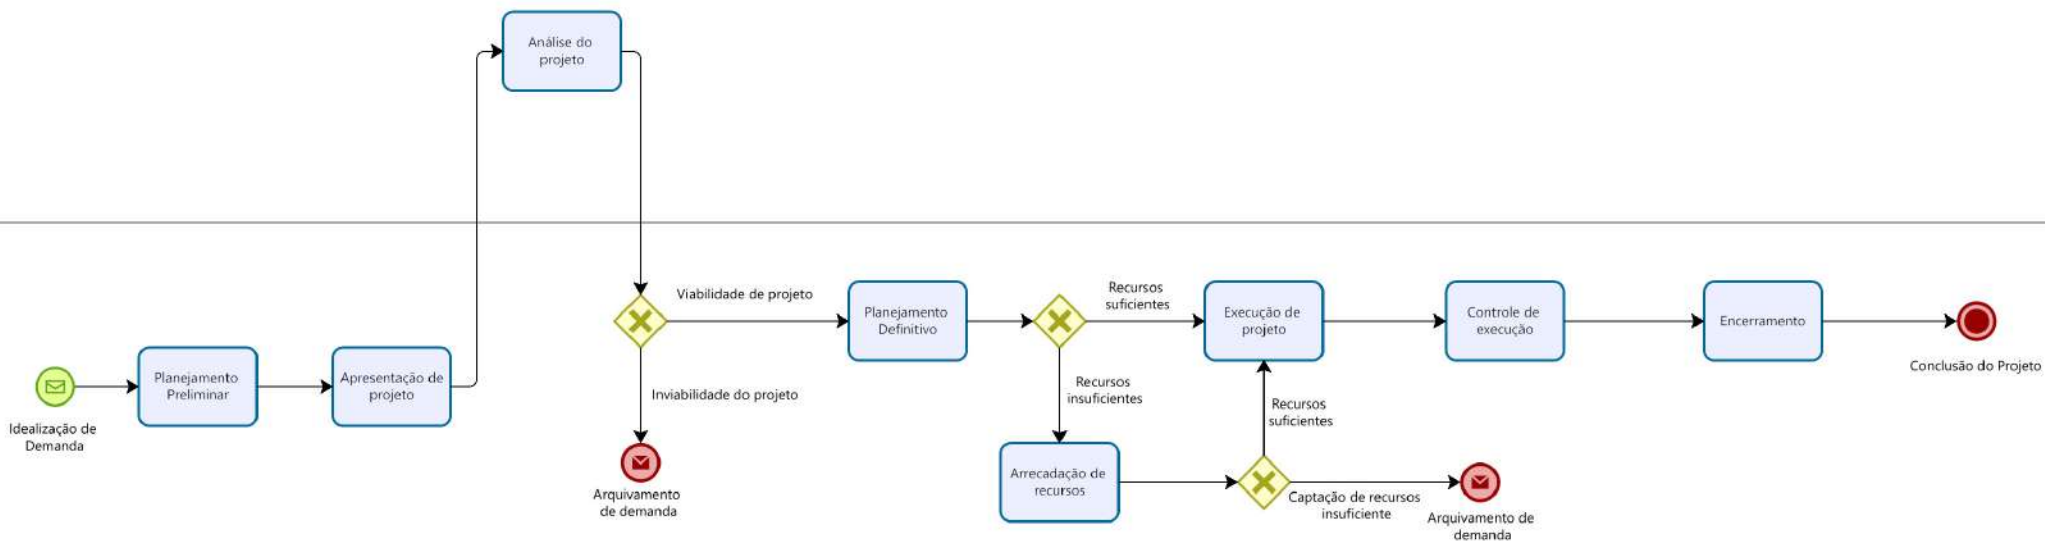 Análise do
projeto
Viabilidade de projeto
Planejamento
Definitivo
Recursos
suficientes
Execução de
projeto
Controle de
execução
Encerramento
Conclusão do Projeto
Idealização de
Demanda
Planejamento
Preliminar
Apresentação de
projeto
Inviabilidade do projeto
Arquivamento
de demanda
Recursos
insuficientes
Arrecadação de
recursos
Recursos
suficientes
Captação de recursos
insuficiente
Arquivamento de
demanda